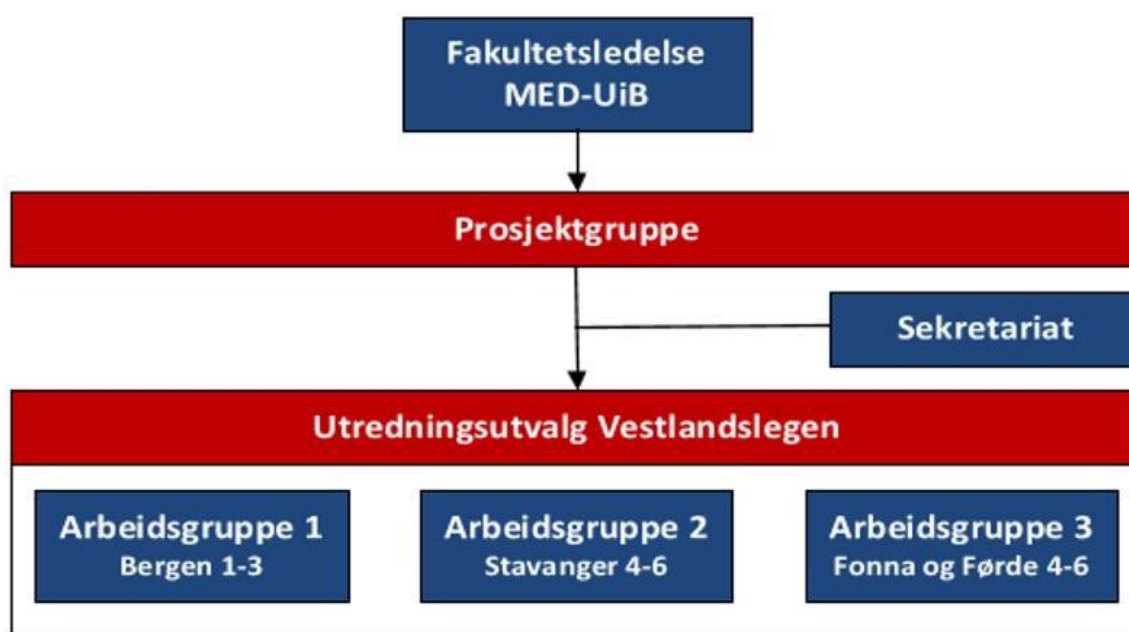 Fakultetsledelse
MED-UiB
Prosjektgruppe
Sekretariat
Utredningsutvalg Vestlandslegen
Arbeidsgruppe 1
Bergen 1-3
Arbeidsgruppe 2
Stavanger 4-6
Arbeidsgruppe 3
Fonna og Førde 4-6